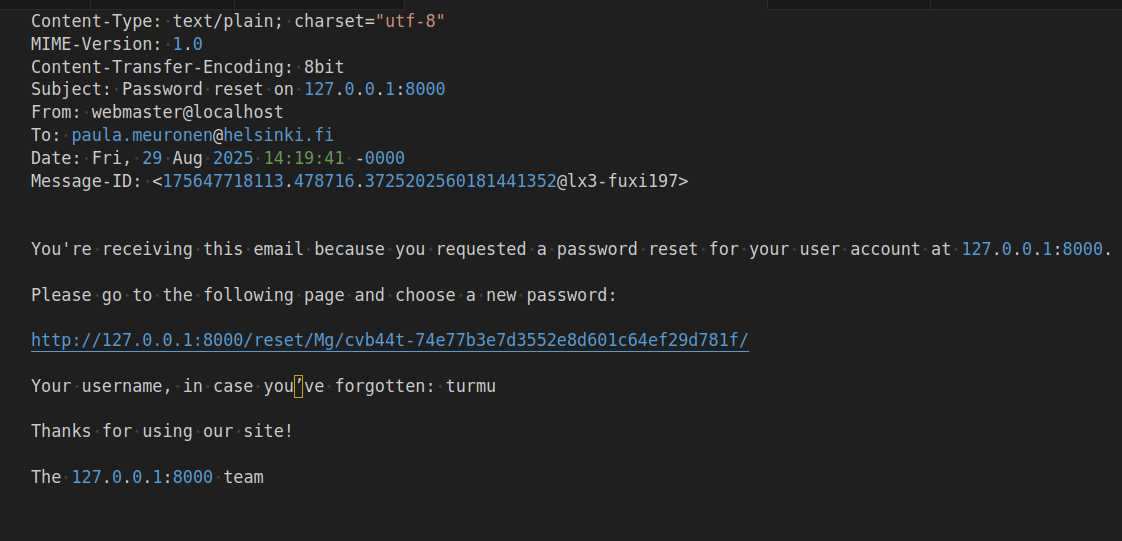 Content-Type: text/plain; charset="utf-8"
MIME-Version: 1.0
Content-Transfer-Encoding: 8bit
Subject: Password reset on 127.0.0.1:8000
From: webmaster@localhost
To: paula.meuronen@helsinki.fi
Date: Fri, 29 Aug 2025 14:19:41 -0000
Message-ID: <175647718113.478716.3725202560181441352@lx3-fuxi197>
You're receiving this email because you requested a password reset for your user account at 127.0.0.1:8000.
Please go to the following page and choose a new password:
http://127.0.0.1:8000/reset/Mg/cvb44t-74e77b3e7d3552e8d601c64ef29d781f/
Your username, in case you’ve forgotten: turmu
Thanks for using our site!
The 127.0.0.1:8000 team